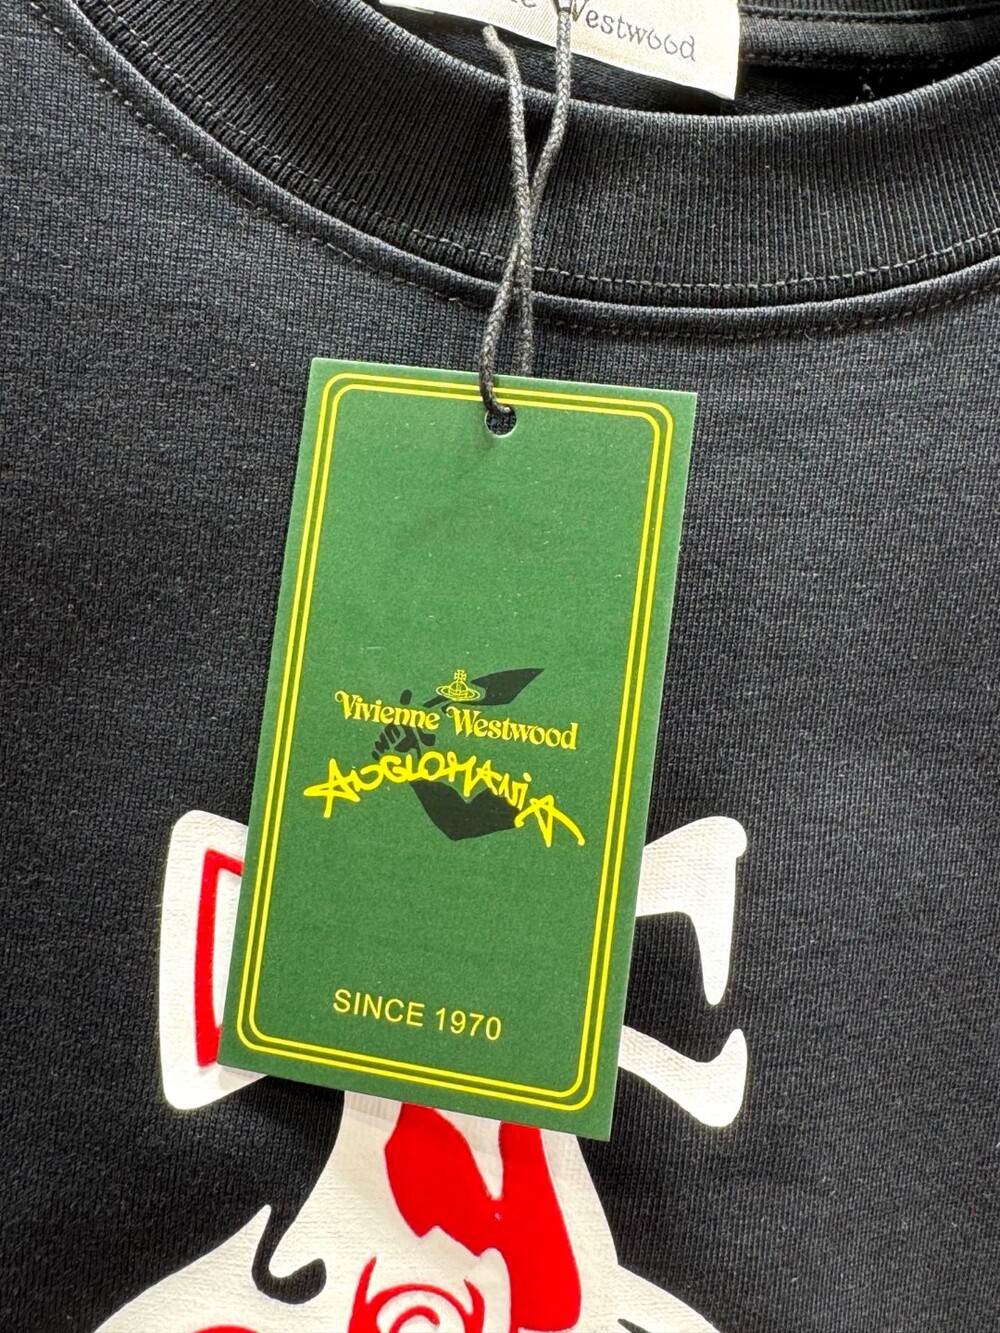 Westwood
Vivienne Westwood
ANGLOMANiA
SINCE 1970